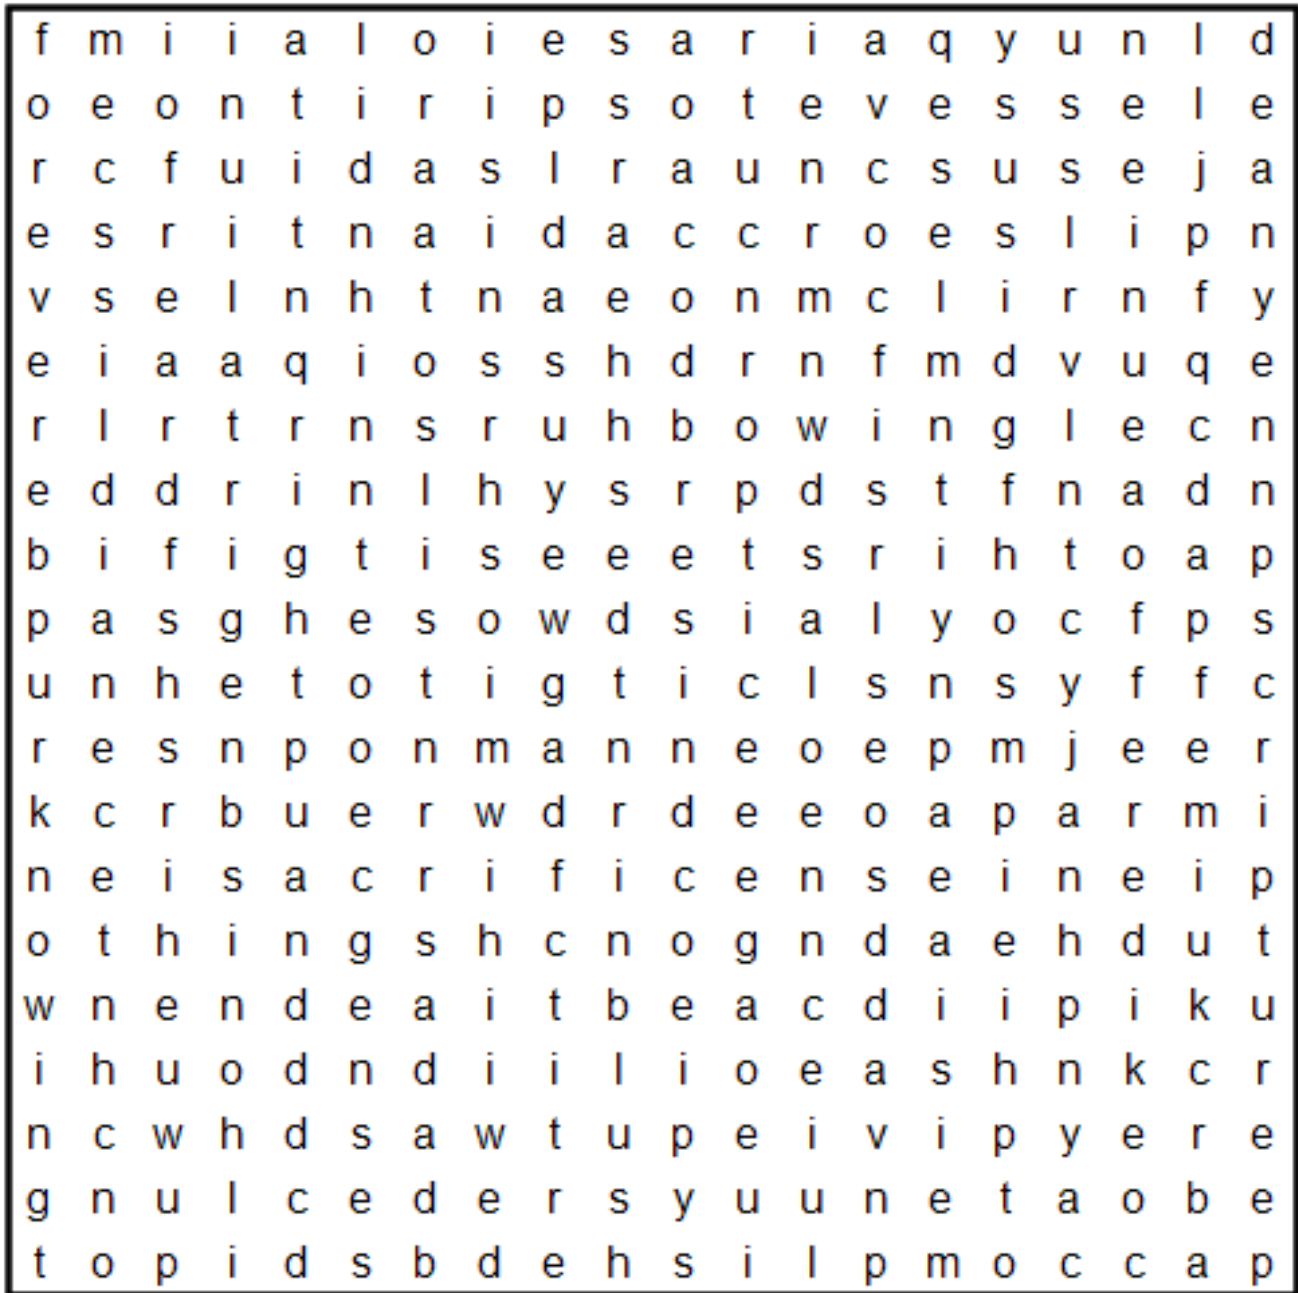 f m i i a l o i e s a r i a q y u n l d
o e o n t i r i p s o t e v e s s e l e
r c f u i d a s l r a u n c s u s e j a
e s r i t n a i d a c c r o e s l i p n
v s e l n h t n a e o n m c l i r n f y
e i a a q i o s s h d r n f m d v u q e
r l r t r n s r u h b o w i n g l e c n
e d d r i n l h y s r p d s t f n a d n
b i f i g t i s e e e t s r i h t o a p
p a s g h e s o w d s i a l y o c f p s
u n h e t o t i g t i c l s n s y f f c
r e s n p o n m a n n e o e p m j e e r
k c r b u e r w d r d e e o a p a r m i
n e i s a c r i f i c e n s e i n e i p
o t h i n g s h c n o g n d a e h d u t
w n e n d e a i t b e a c d i i p i k u
i h u o d n d i i l i o e a s h n k c r
n c w h d s a w t u p e i v i p y e r e
g n u l c e d e r s y u u n e t a o b e
t o p i d s b d e h s i l p m o c c a p